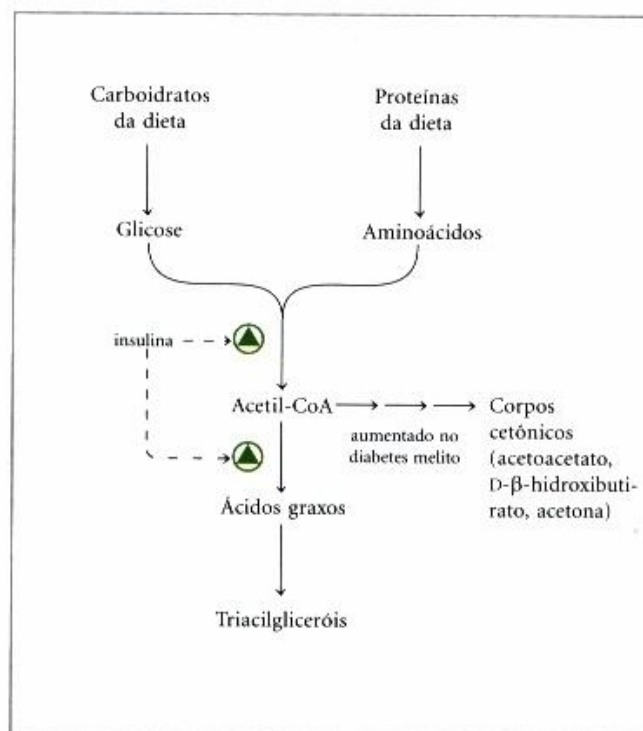 Carboidratos
da dieta
Proteínas
da dieta
Glicose
Aminoácidos
insulina
Acetil-CoA
aumentado no
diabetes melito
Corpos
cetônicos
(acetoacetato,
D-β-hidroxibuti-
rato, acetona)
Ácidos graxos
Triacilgliceróis